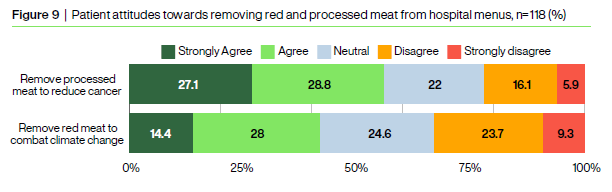 Figure 9 | Patient attitudes towards removing red and processed meat from hospital menus, n=118 (%)
Strongly Agree Agree Neutral Disagree Strongly disagree
Remove processed
meat to reduce cancer
27.1 28.8 22 16.1 5.9
Remove red meat to
combat climate change
14.4 28 24.6 23.7 9.3
0% 25% 50% 75% 100%